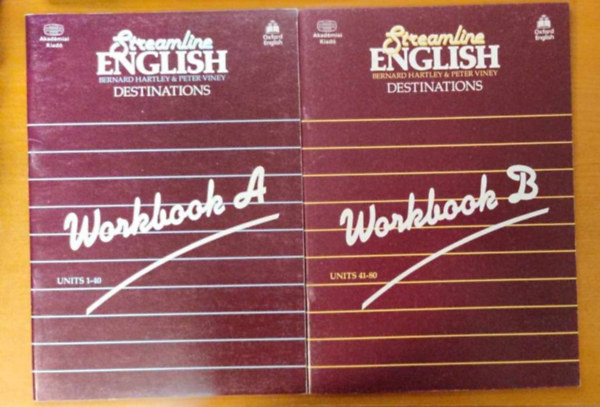 Akadémiai
Kiadó
Oxford
English
Streamline
ENGLISH
BERNARD HARTLEY & PETER VINEY
DESTINATIONS
Workbook A
UNITS 1-40
Akadémiai
Kiadó
Oxford
English
Streamline
ENGLISH
BERNARD HARTLEY & PETER VINEY
DESTINATIONS
Workbook B
UNITS 41-80